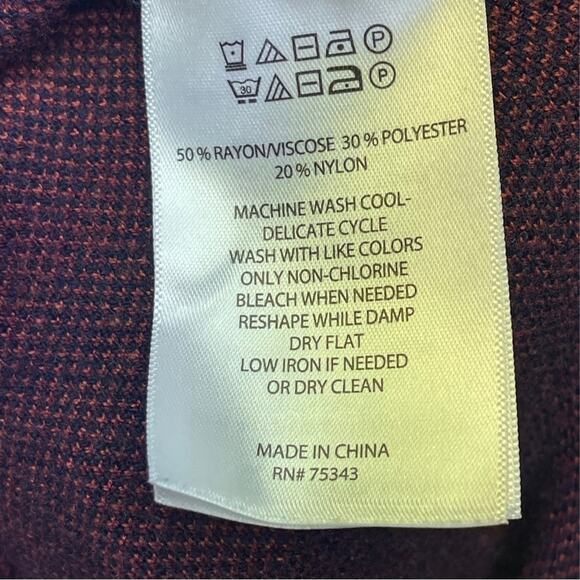 P
30 P
50 % RAYON/VISCOSE 30 % POLYESTER
20 % NYLON
MACHINE WASH COOL-
DELICATE CYCLE
WASH WITH LIKE COLORS
ONLY NON-CHLORINE
BLEACH WHEN NEEDED
RESHAPE WHILE DAMP
DRY FLAT
LOW IRON IF NEEDED
OR DRY CLEAN
MADE IN CHINA
RN# 75343